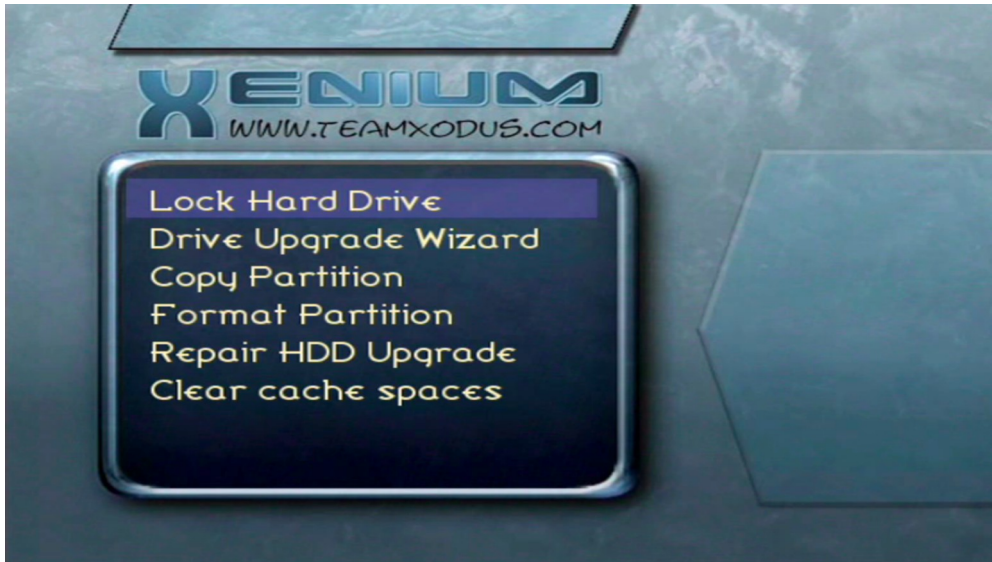 XENIUM
WWW.TEAMXODUS.COM
Lock Hard Drive
Drive Upgrade Wizard
Copy Partition
Format Partition
Repair HDD Upgrade
Clear cache spaces